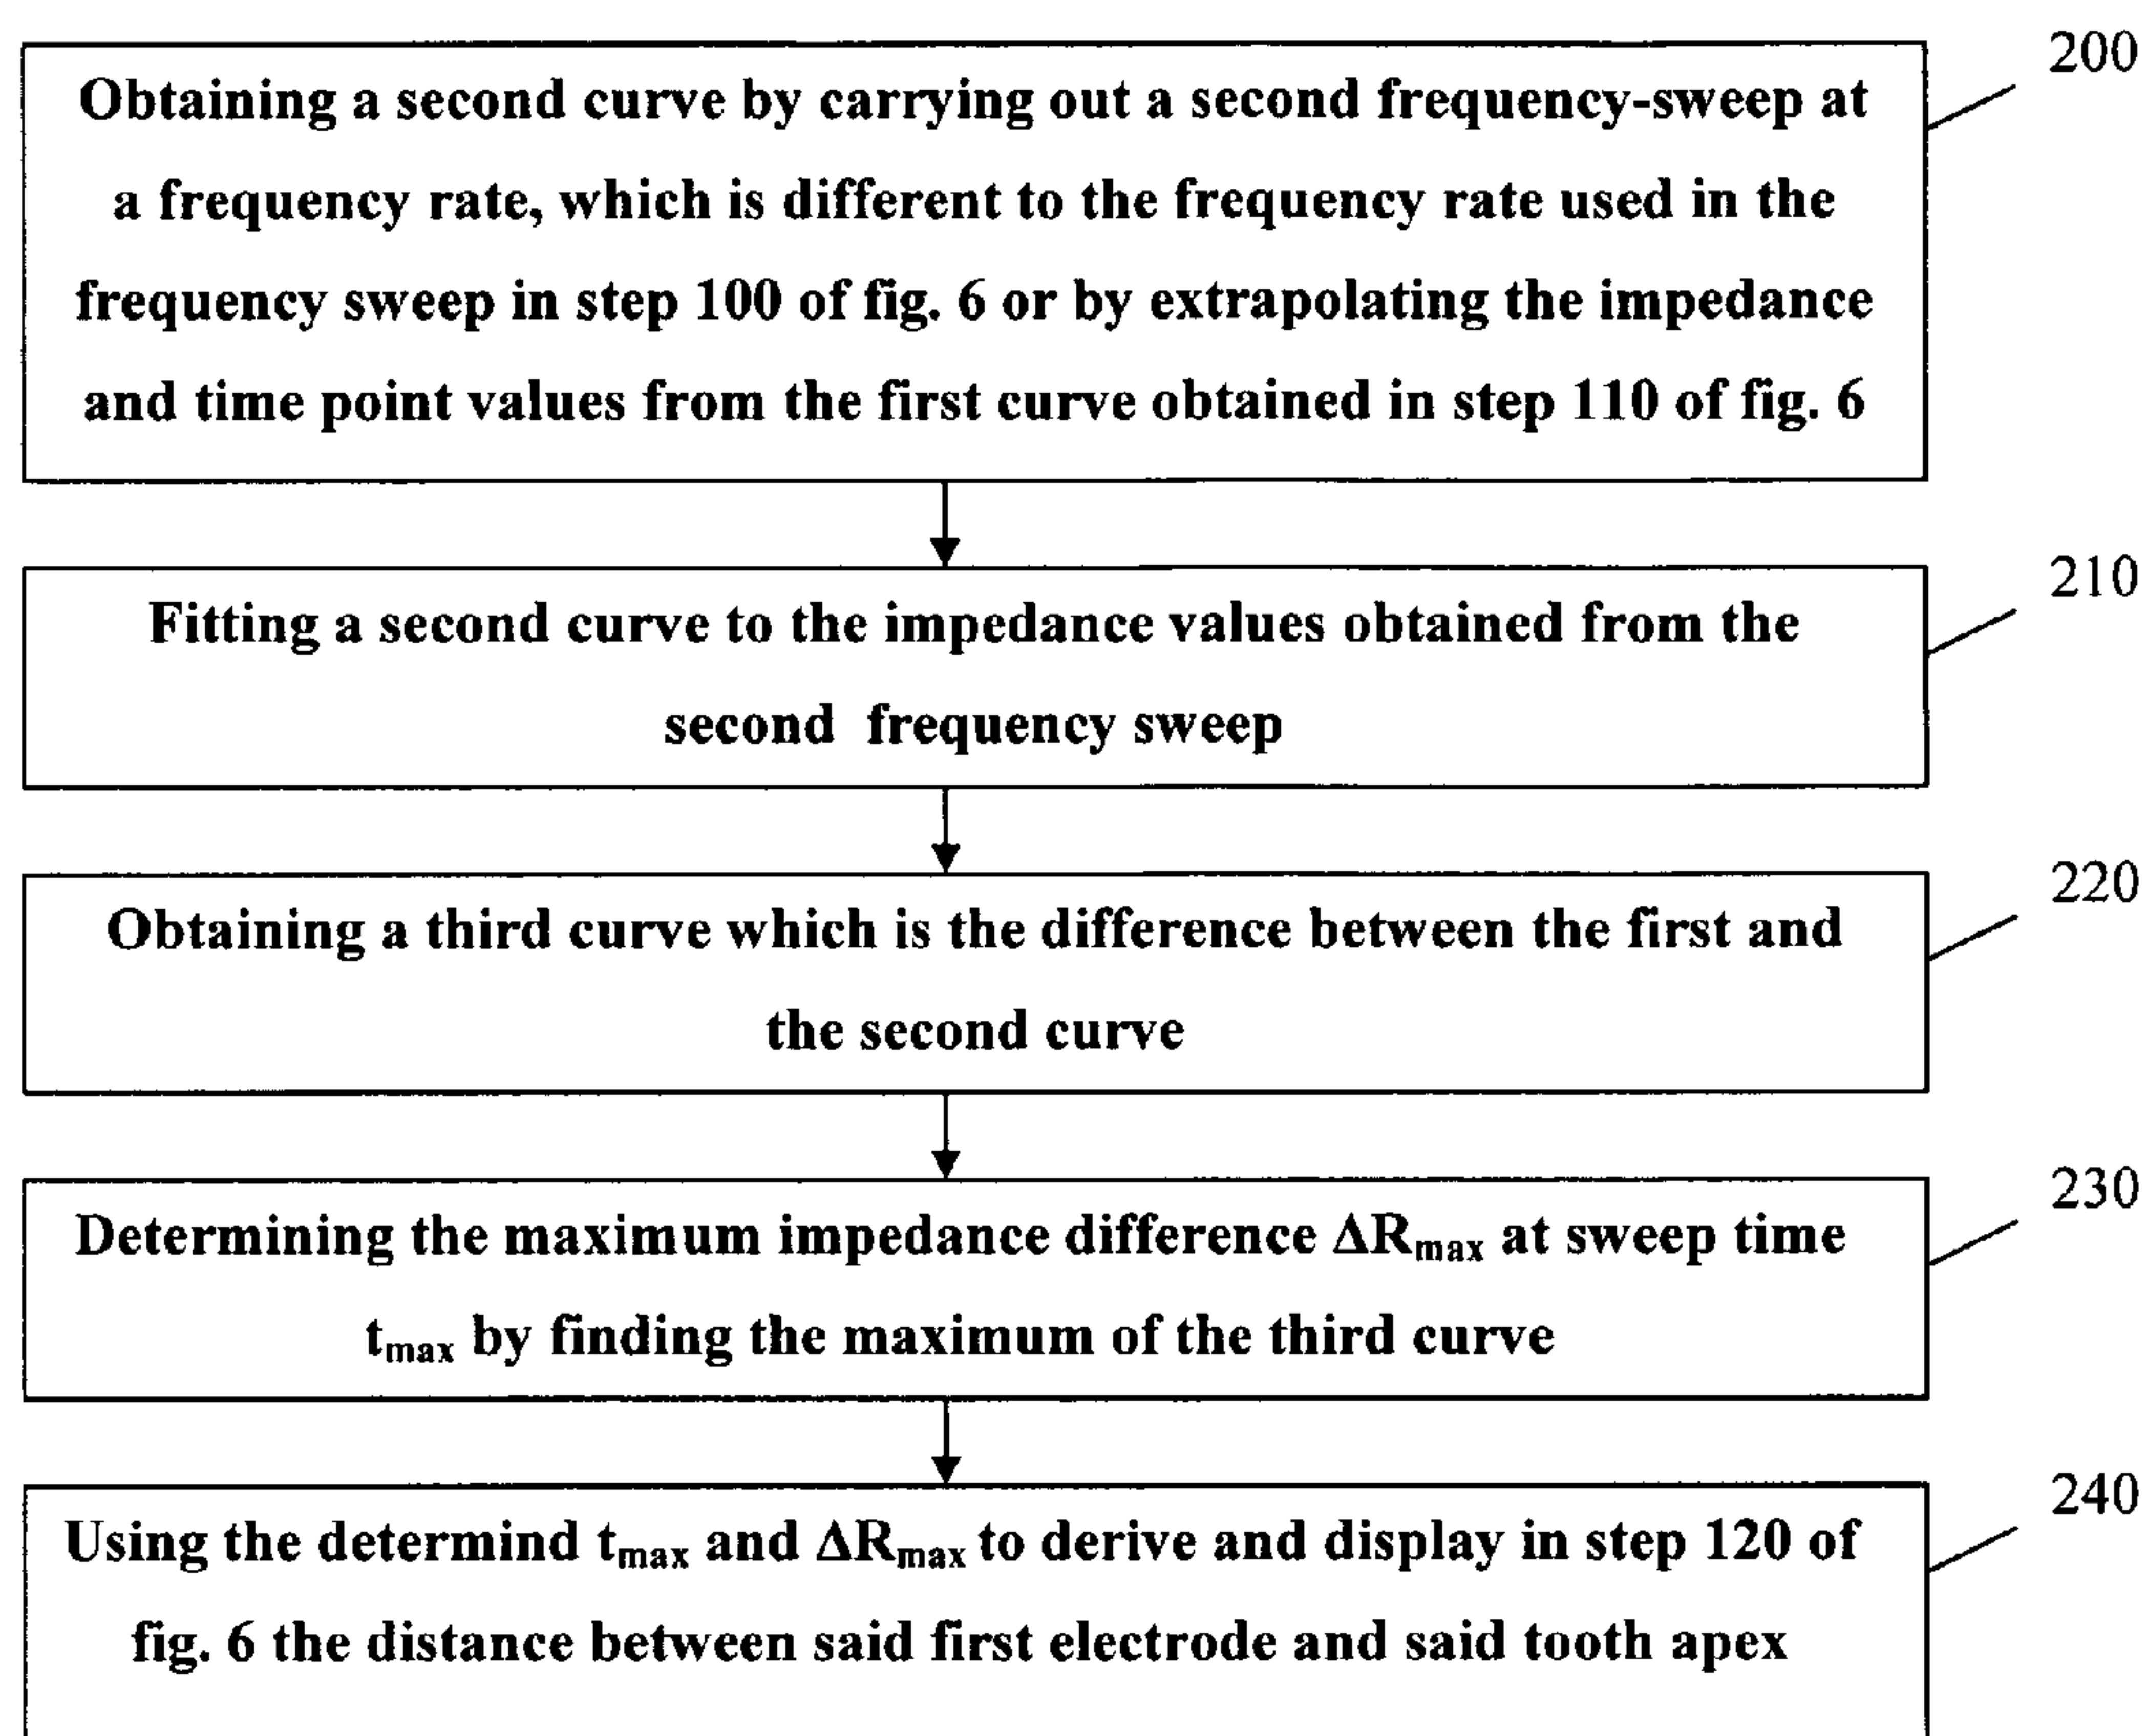 200
Obtaining a second curve by carrying out a second frequency-sweep at
a frequency rate, which is different to the frequency rate used in the
frequency sweep in step 100 of fig. 6 or by extrapolating the impedance
and time point values from the first curve obtained in step 110 of fig. 6
210
Fitting a second curve to the impedance values obtained from the
second frequency sweep
220
Obtaining a third curve which is the difference between the first and
the second curve
230
Determining the maximum impedance difference ΔRmax at sweep time
tmax by finding the maximum of the third curve
240
Using the determind tmax and ΔRmax to derive and display in step 120 of
fig. 6 the distance between said first electrode and said tooth apex